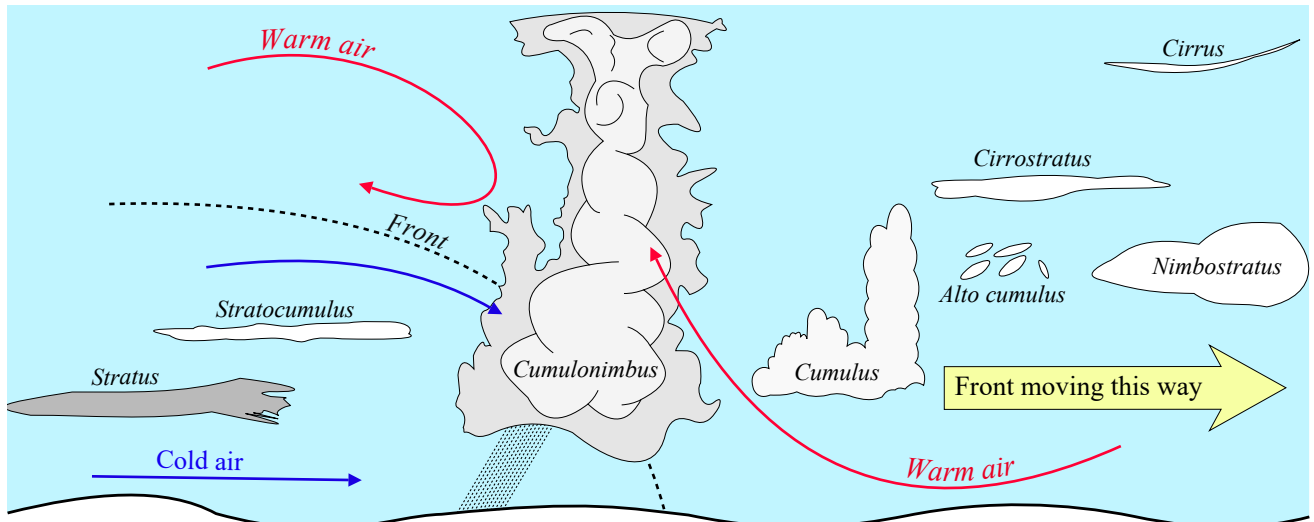 Warm air
Cirrus
Cirrostratus
Front
Nimbostratus
Alto cumulus
Stratocumulus
Stratus
Cumulonimbus
Cumulus
Front moving this way
Cold air
Warm air